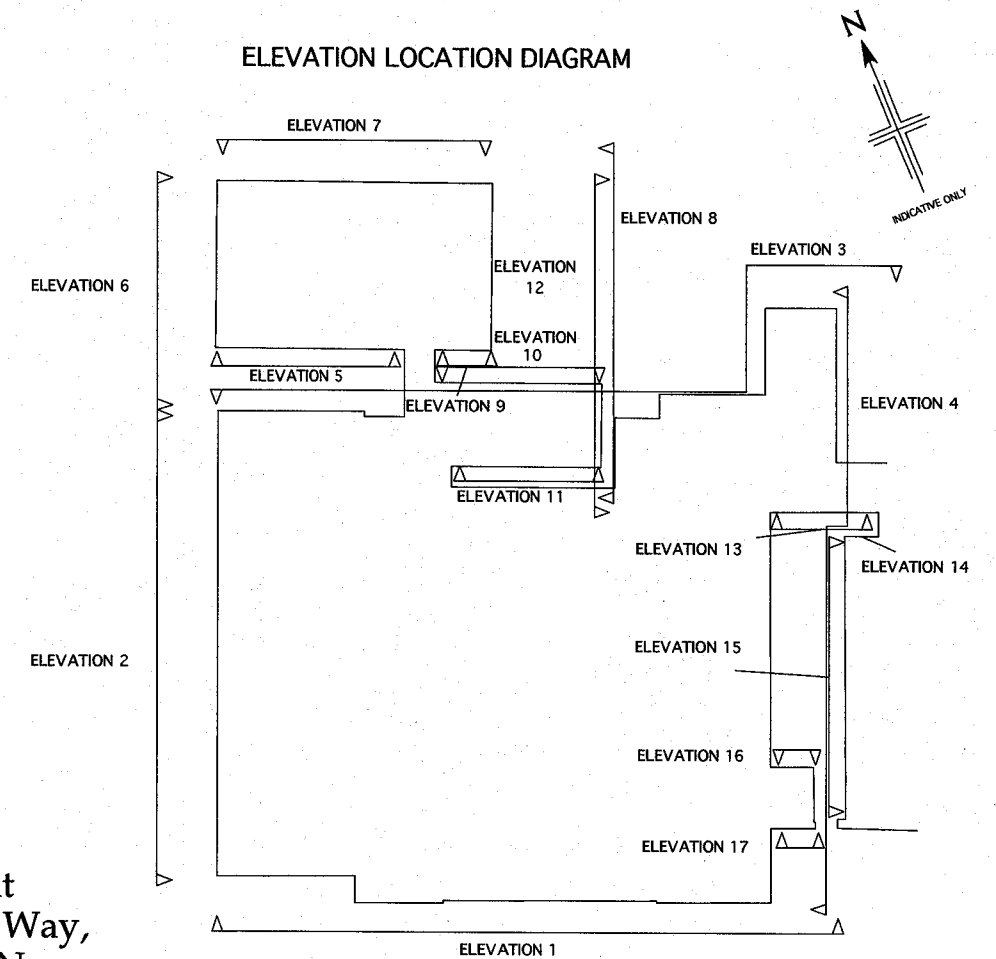 ELEVATION LOCATION DIAGRAM
N
INDICATIVE ONLY
ELEVATION 7
ELEVATION 8
ELEVATION 3
ELEVATION 6
ELEVATION
12
ELEVATION
10
ELEVATION 5
ELEVATION 9
ELEVATION 4
ELEVATION 11
ELEVATION 13
ELEVATION 14
ELEVATION 15
ELEVATION 2
ELEVATION 16
ELEVATION 17
Way,
ELEVATION 1